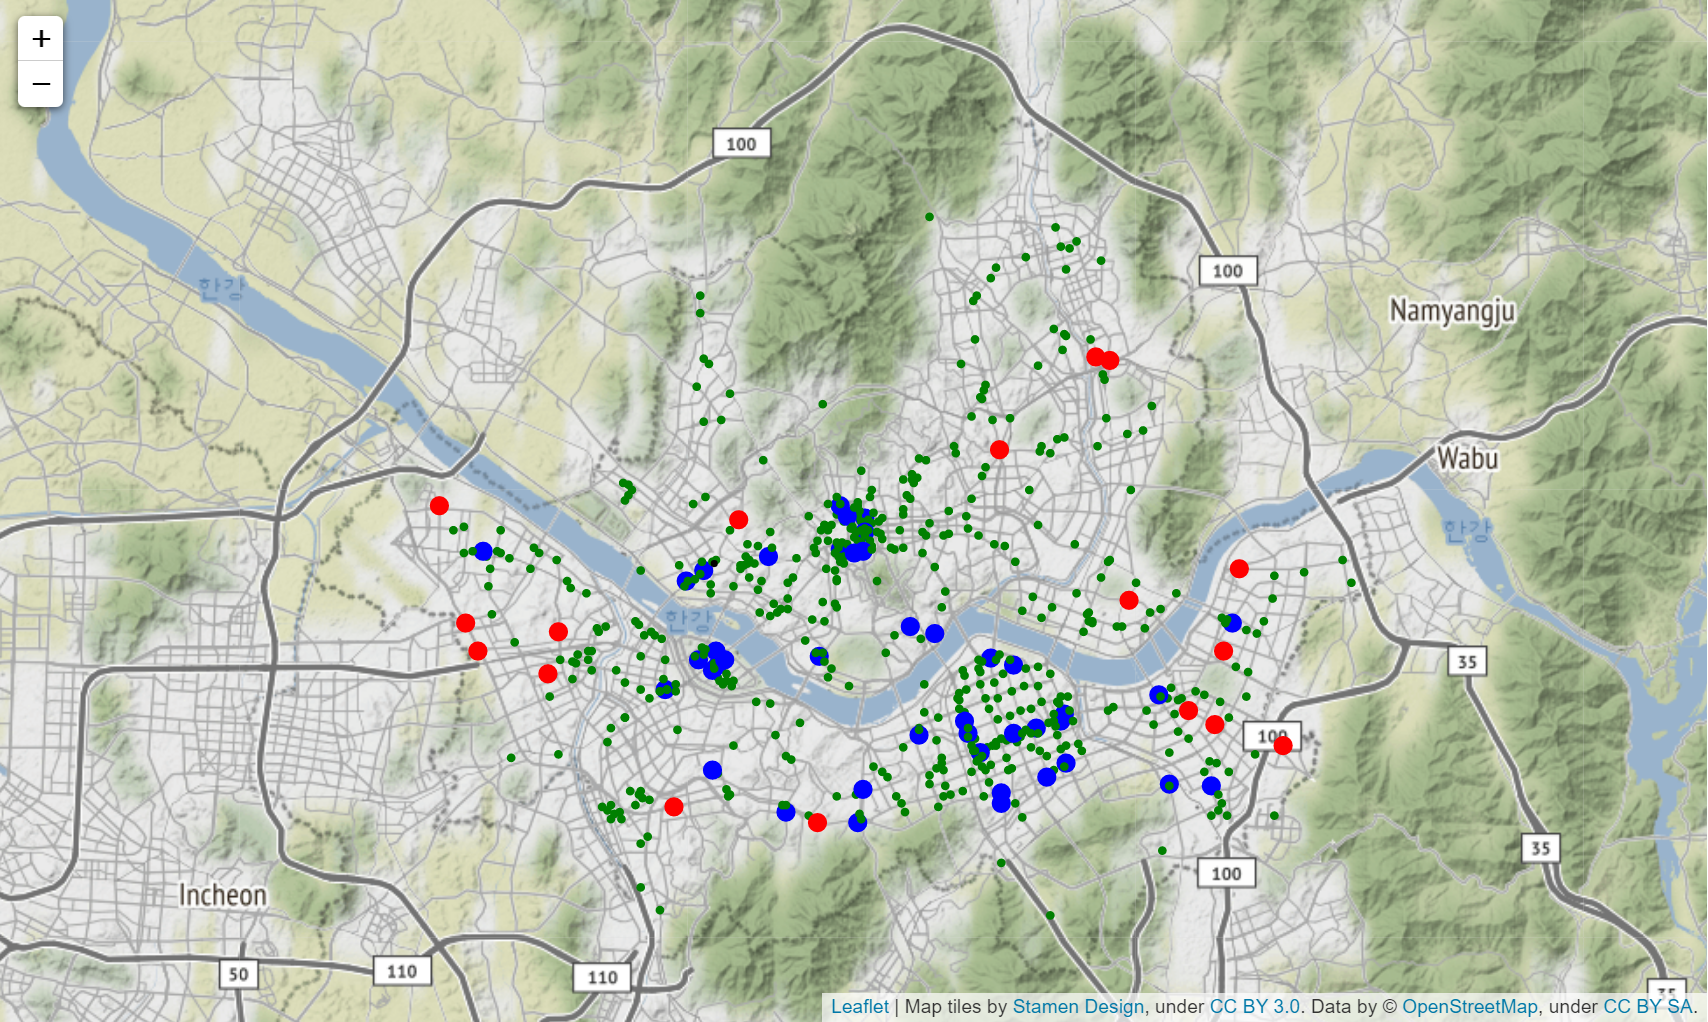 +
−
100
100
한강
Namyangju
Wabu
한강
한강
35
100
35
100
Incheon
50
110
110
Leaflet | Map tiles by Stamen Design, under CC BY 3.0. Data by © OpenStreetMap, under CC BY SA.